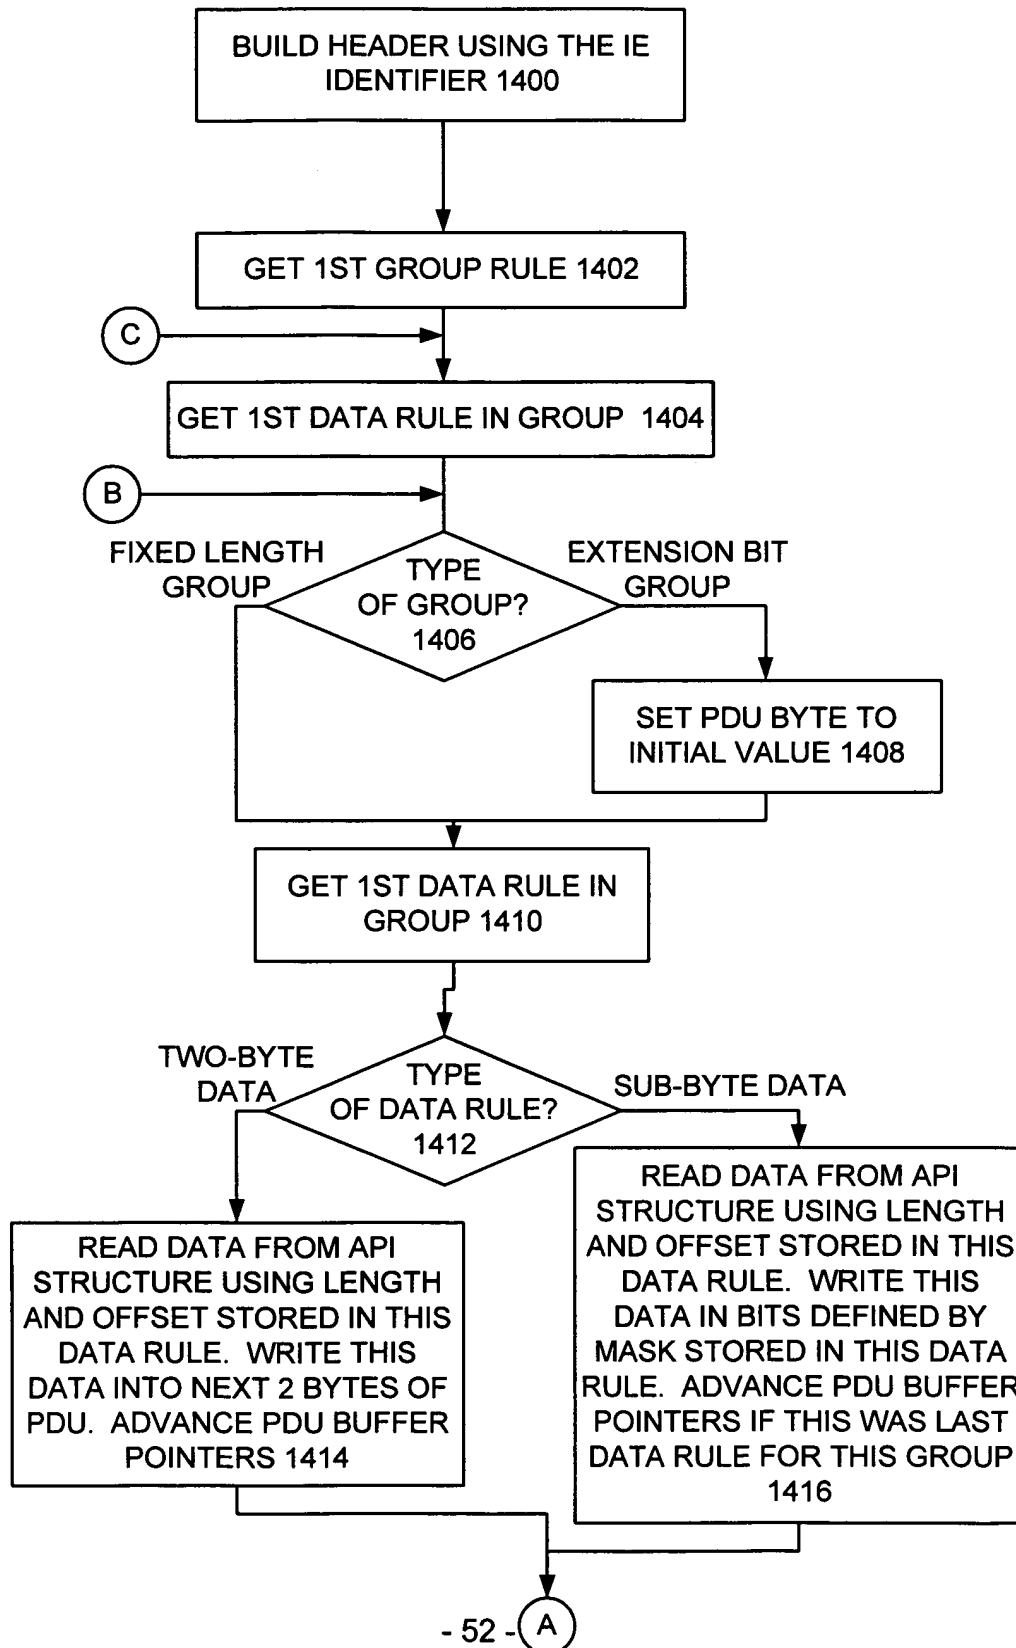 BUILD HEADER USING THE IE
IDENTIFIER 1400
GET 1ST GROUP RULE 1402
C
GET 1ST DATA RULE IN GROUP 1404
B
FIXED LENGTH
GROUP
TYPE
OF GROUP?
1406
EXTENSION BIT
GROUP
SET PDU BYTE TO
INITIAL VALUE 1408
GET 1ST DATA RULE IN
GROUP 1410
TWO-BYTE
DATA
TYPE
OF DATA RULE?
1412
SUB-BYTE DATA
READ DATA FROM API
STRUCTURE USING LENGTH
AND OFFSET STORED IN THIS
DATA RULE. WRITE THIS
DATA INTO NEXT 2 BYTES OF
PDU. ADVANCE PDU BUFFER
POINTERS 1414
READ DATA FROM API
STRUCTURE USING LENGTH
AND OFFSET STORED IN THIS
DATA RULE. WRITE THIS
DATA IN BITS DEFINED BY
MASK STORED IN THIS DATA
RULE. ADVANCE PDU BUFFER
POINTERS IF THIS WAS LAST
DATA RULE FOR THIS GROUP
1416
- 52 -
A